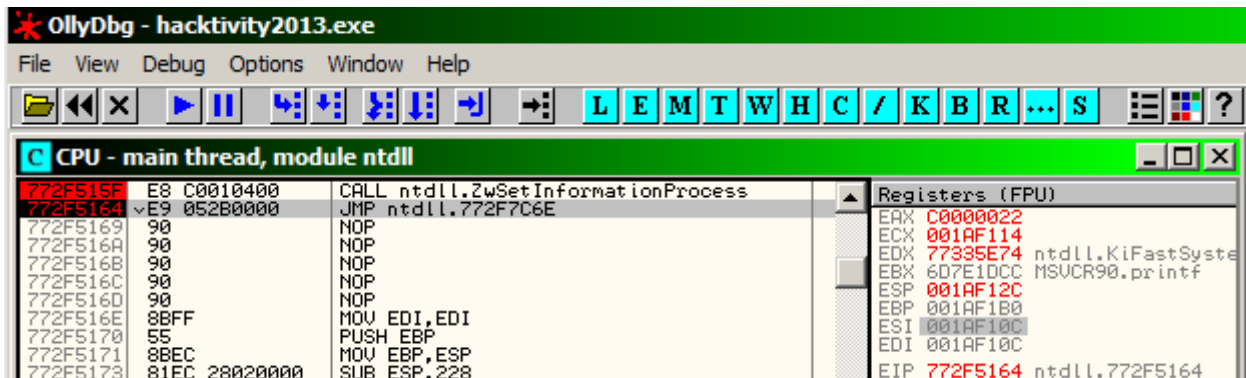 OllyDbg - hacktivity2013.exe
File View Debug Options Window Help
L E M T W H C / K B R ... S ?
C CPU - main thread, module ntdll
772F515F E8 C0010400 CALL ntdll.ZwSetInformationProcess
772F5164 E9 052B0000 JMP ntdll.772F7C6E
772F5169 90 NOP
772F516A 90 NOP
772F516B 90 NOP
772F516C 90 NOP
772F516D 90 NOP
772F516E 8BFF MOV EDI,EDI
772F5170 55 PUSH EBP
772F5171 8BEC MOV EBP,ESP
772F5173 81EC 28020000 SUB ESP,228
Registers (FPU)
EAX C0000022
ECX 001AF114
EDX 77335E74 ntdll.KiFastSyste
EBX 6D7E1DCC MSVCR90.printf
ESP 001AF12C
EBP 001AF1B0
ESI 001AF10C
EDI 001AF10C
EIP 772F5164 ntdll.772F5164